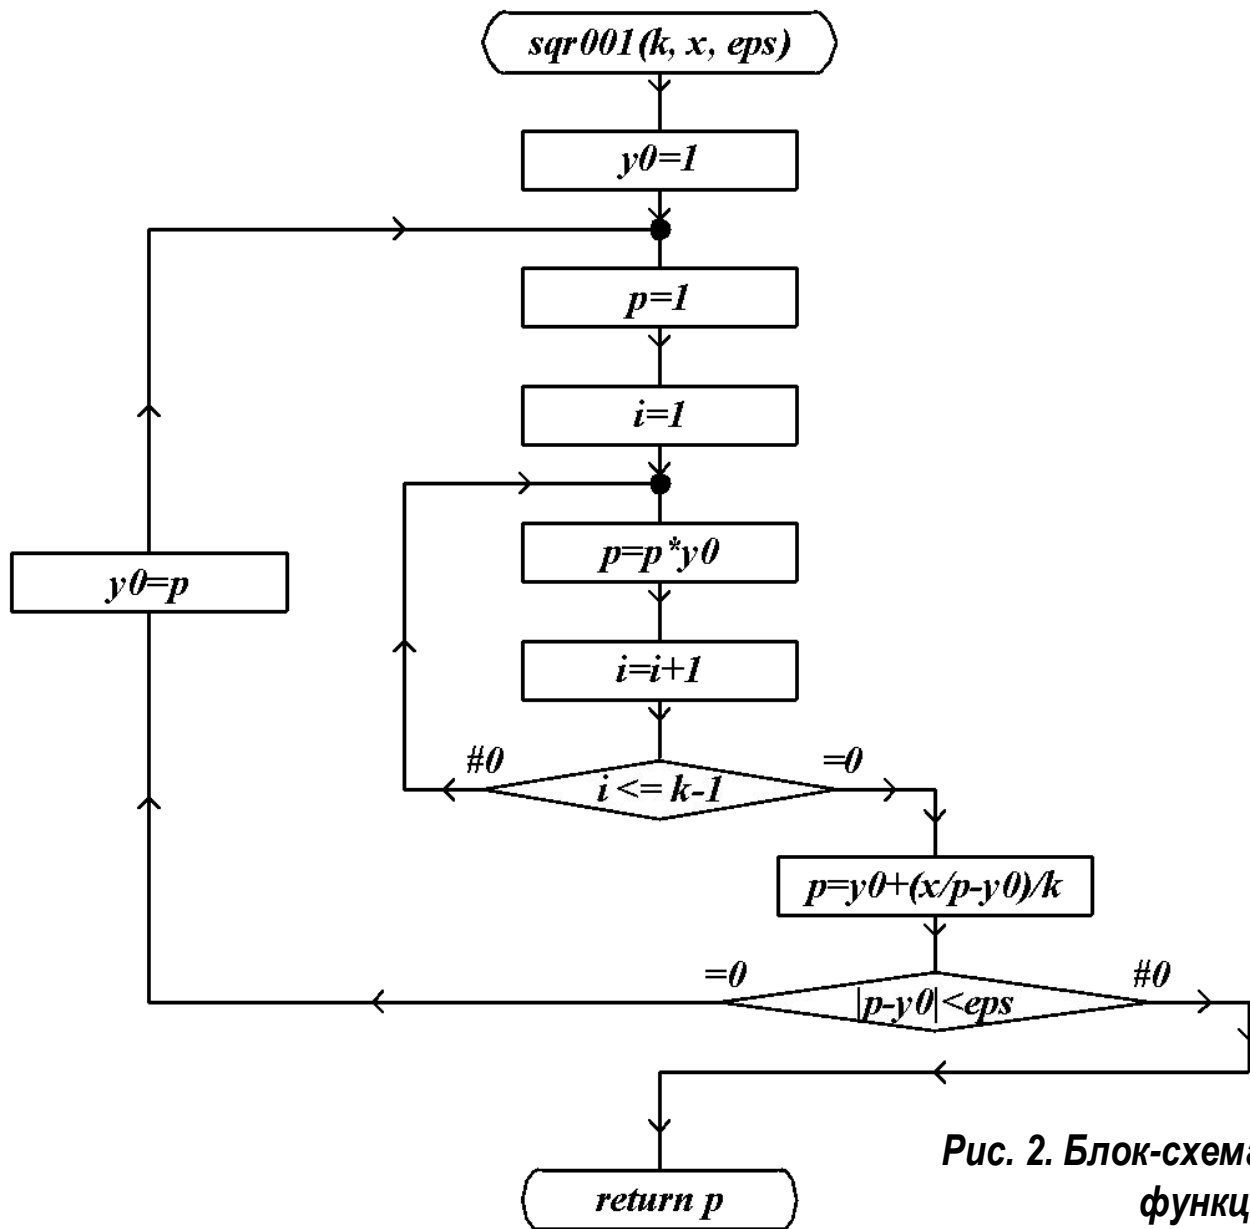 sqr001(k, x, eps)
y0=1
p=1
i=1
p=p*y0
y0=p
i=i+1
#0
=0
i <= k-1
p=y0+(x/p-y0)/k
=0
#0
|p-y0|<eps
Рис. 2. Блок-схема
return p